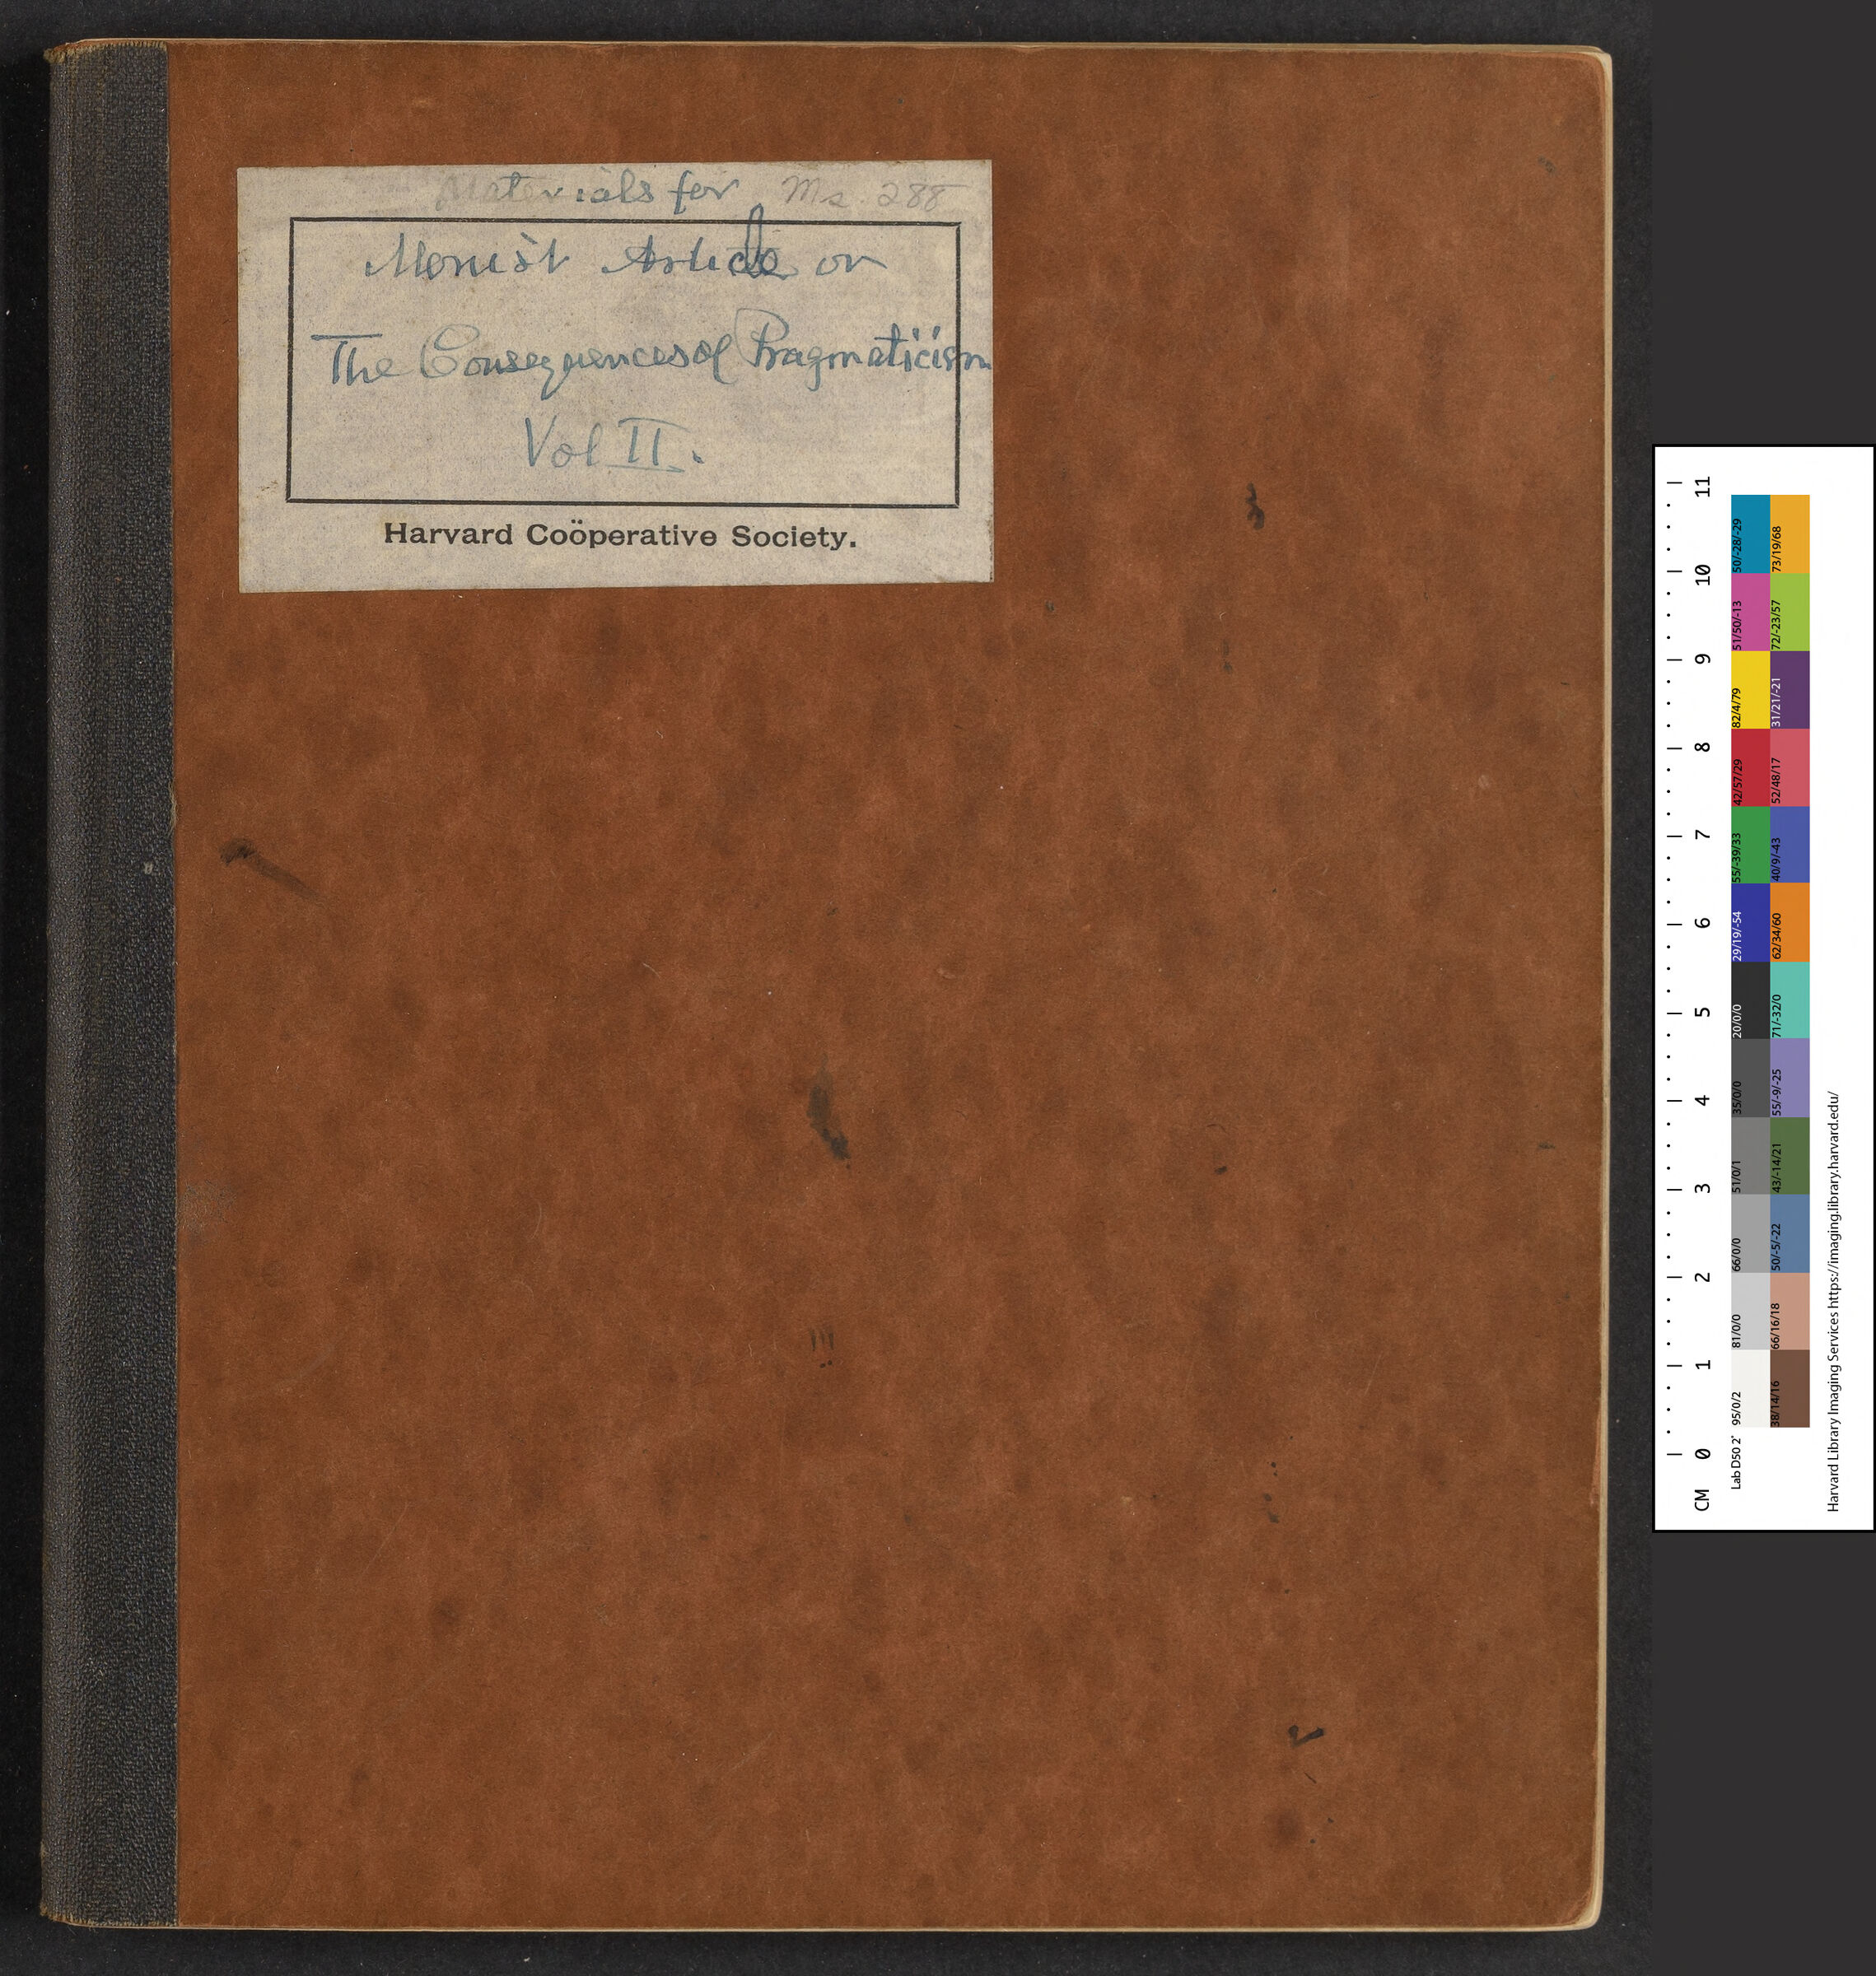 Materials for Ms. 288
Monist Article on
The Consequences of Pragmaticism
Vol II.
Harvard Coöperative Society.
CM 0 1 2 3 4 5 6 7 8 9 10 11
Lab D50 2° 95/0/2 81/0/0 66/0/0 51/0/1 35/0/0 20/0/0 29/19/-54 55/-39/33 42/57/29 82/4/79 51/50/-13 50/-28/-29
38/14/16 66/16/18 50/-5/-22 43/-14/21 55/-9/-25 71/-32/0 62/34/60 40/9/-43 52/48/17 31/21/-21 72/-23/57 73/19/68
Harvard Library Imaging Services https://imaging.library.harvard.edu/